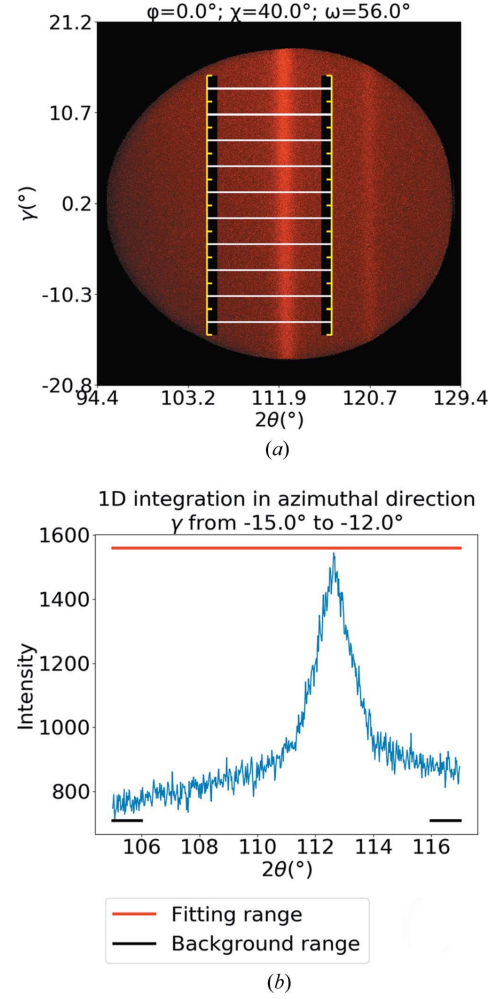 φ=0.0°; χ=40.0°; ω=56.0°
21.2
10.7
0.2
-10.3
-20.8
γ(°)
94.4 103.2 111.9 120.7 129.4
2θ(°)
(a)
1D integration in azimuthal direction
γ from -15.0° to -12.0°
1600
1400
1200
1000
800
Intensity
106 108 110 112 114 116
2θ(°)
Fitting range
Background range
(b)